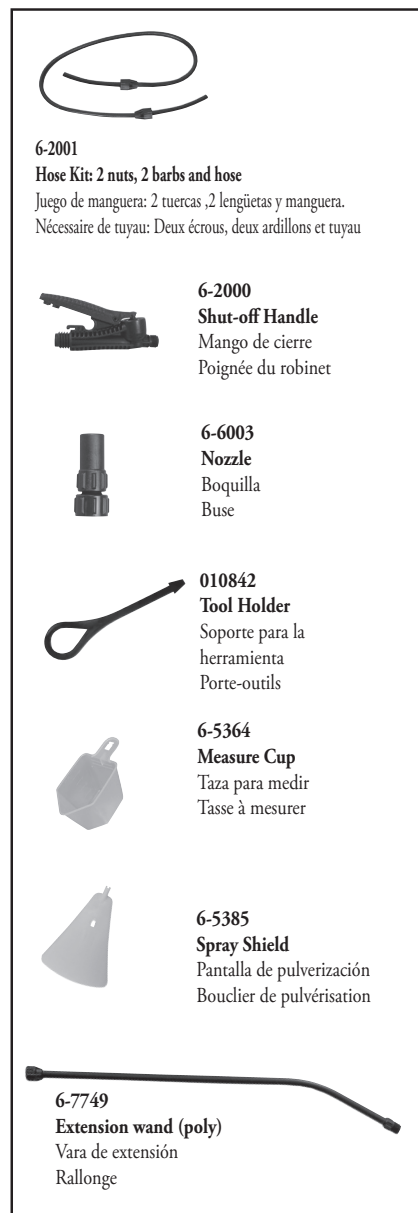 6-2001
Hose Kit: 2 nuts, 2 barbs and hose
Juego de manguera: 2 tuercas ,2 lengüetas y manguera.
Nécessaire de tuyau: Deux écrous, deux ardillons et tuyau
6-2000
Shut-off Handle
Mango de cierre
Poignée du robinet
6-6003
Nozzle
Boquilla
Buse
010842
Tool Holder
Soporte para la
herramienta
Porte-outils
6-5364
Measure Cup
Taza para medir
Tasse à mesurer
6-5385
Spray Shield
Pantalla de pulverización
Bouclier de pulvérisation
6-7749
Extension wand (poly)
Vara de extensión
Rallonge